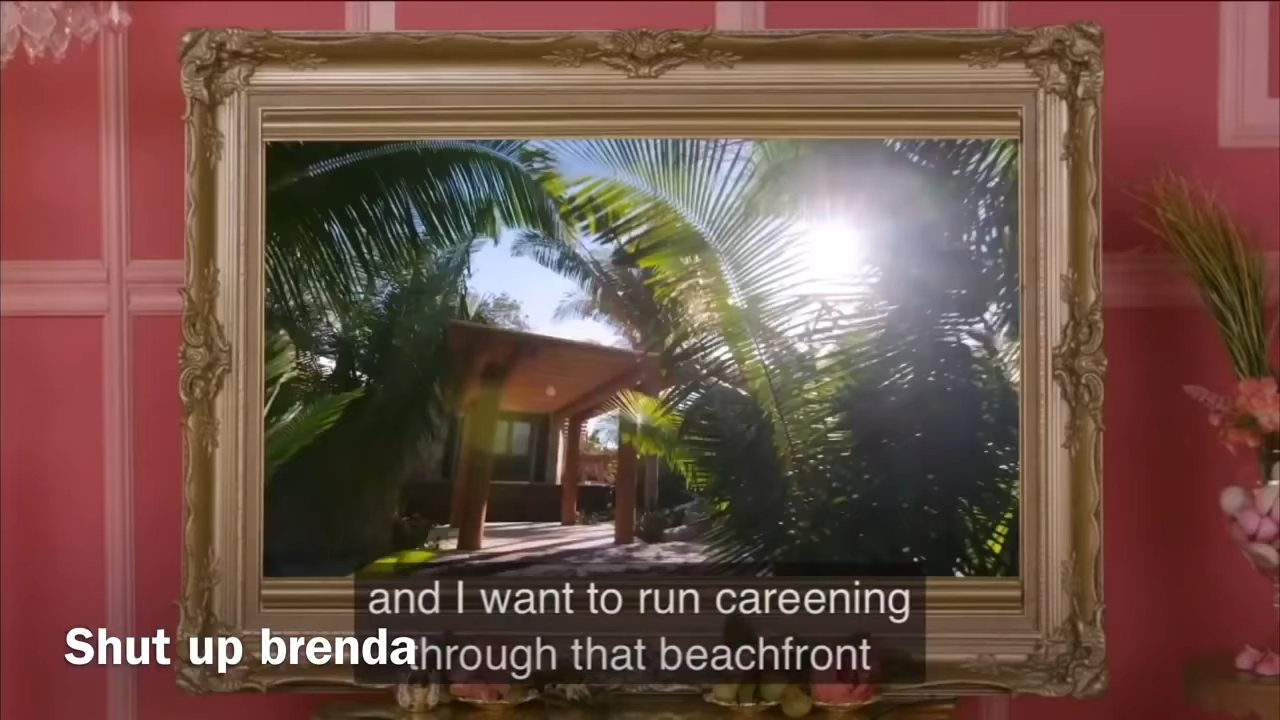 and I want to run careening
through that beachfront
Shut up brenda